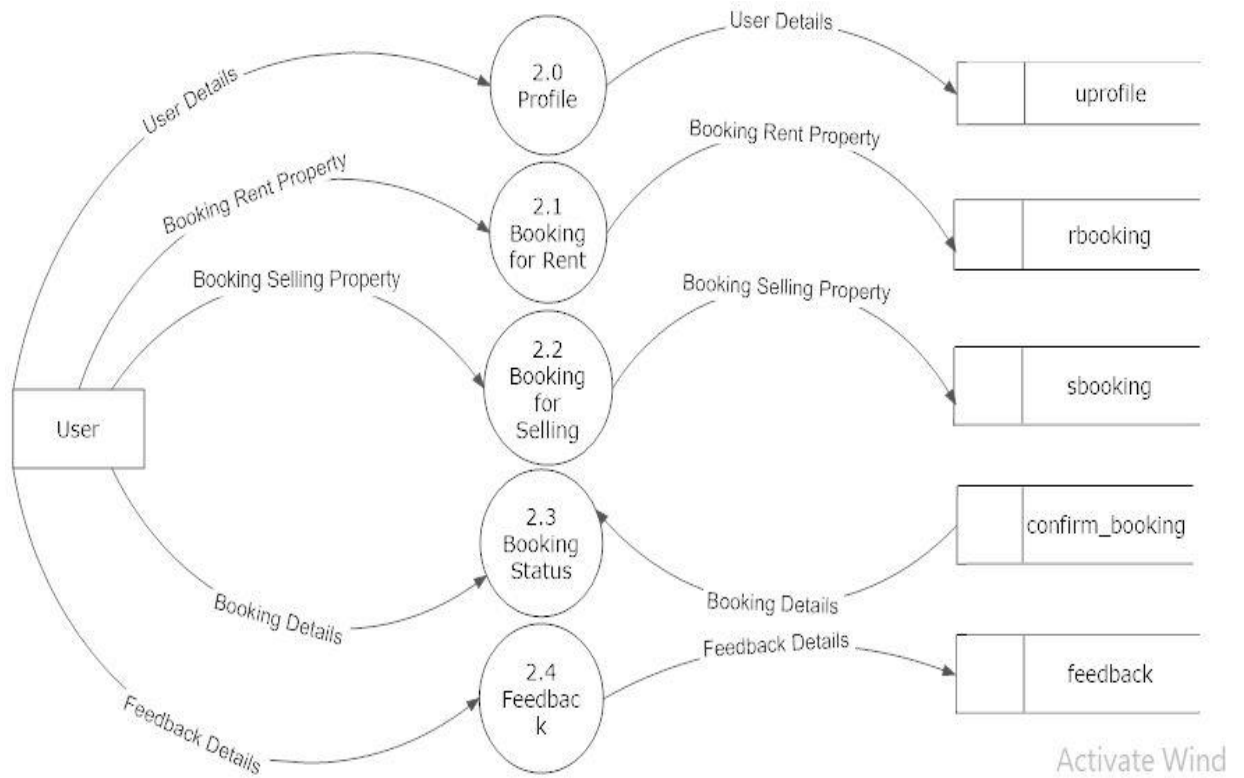 User Details
User Details
2.0
Profile
uprofile
Booking Rent Property
Booking Rent Property
2.1
Booking
for Rent
rbooking
Booking Selling Property
Booking Selling Property
2.2
Booking
for
Selling
sbooking
User
2.3
Booking
Status
confirm_booking
Booking Details
Booking Details
2.4
Feedbac
k
Feedback Details
Feedback Details
feedback
Activate Wind